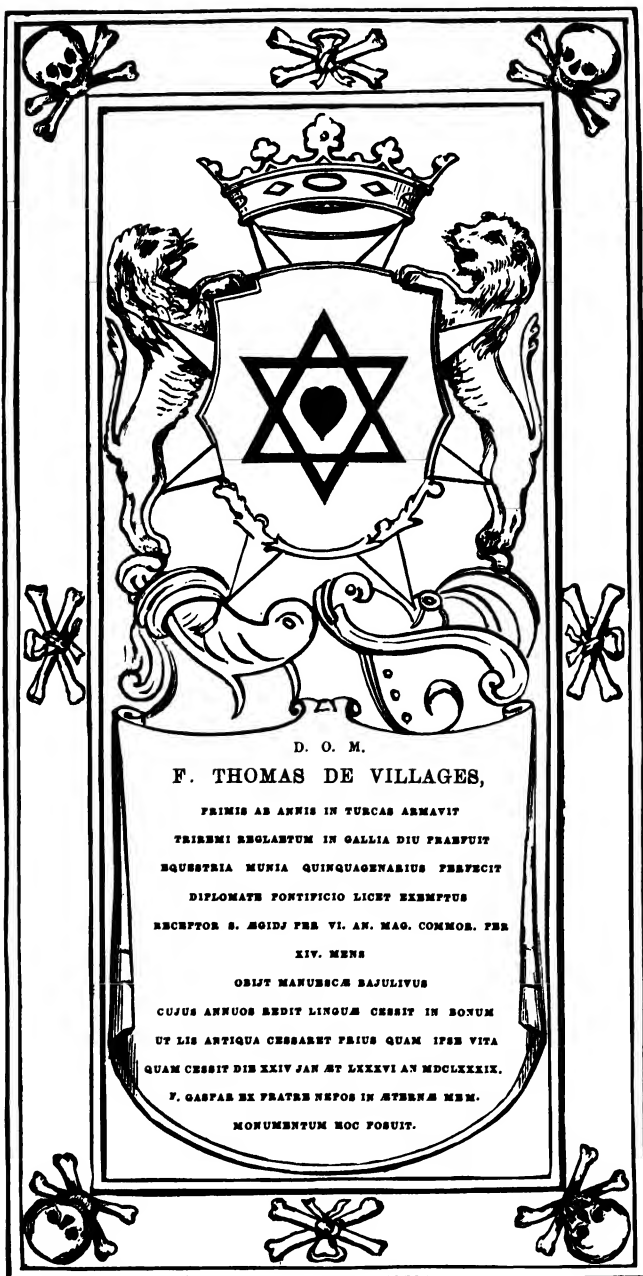 D. O. M.
F. THOMAS DE VILLAGES,
PRIMIS AB ANNIS IN TURCAS ARMAVIT
TRIREMI REGLAETUM IN GALLIA DIU PRAEFUIT
EQUESTRIA MUNIA QUINQUAGENARIUS PERFECIT
DIPLOMATE PONTIFICIO LICET EXEMPTUS
RECEPTOR S. ÆGIDJ PER VI. AN. MAG. COMMOR. PER
XIV. MENS
OBIJT MANUESCÆ BAJULIVUS
CUJUS ANNUOS REDIT LINGUÆ CESSIT IN BONUM
UT LIS ANTIQUA CESSARET PRIUS QUAM IPSE VITA
QUAM CESSIT DIE XXIV JAN ÆT LXXXVI AN MDCLXXXIX.
F. GASPAR EX FRATRE NEPOS IN ÆTERNÆ MEM.
MONUMENTUM HOC POSUIT.